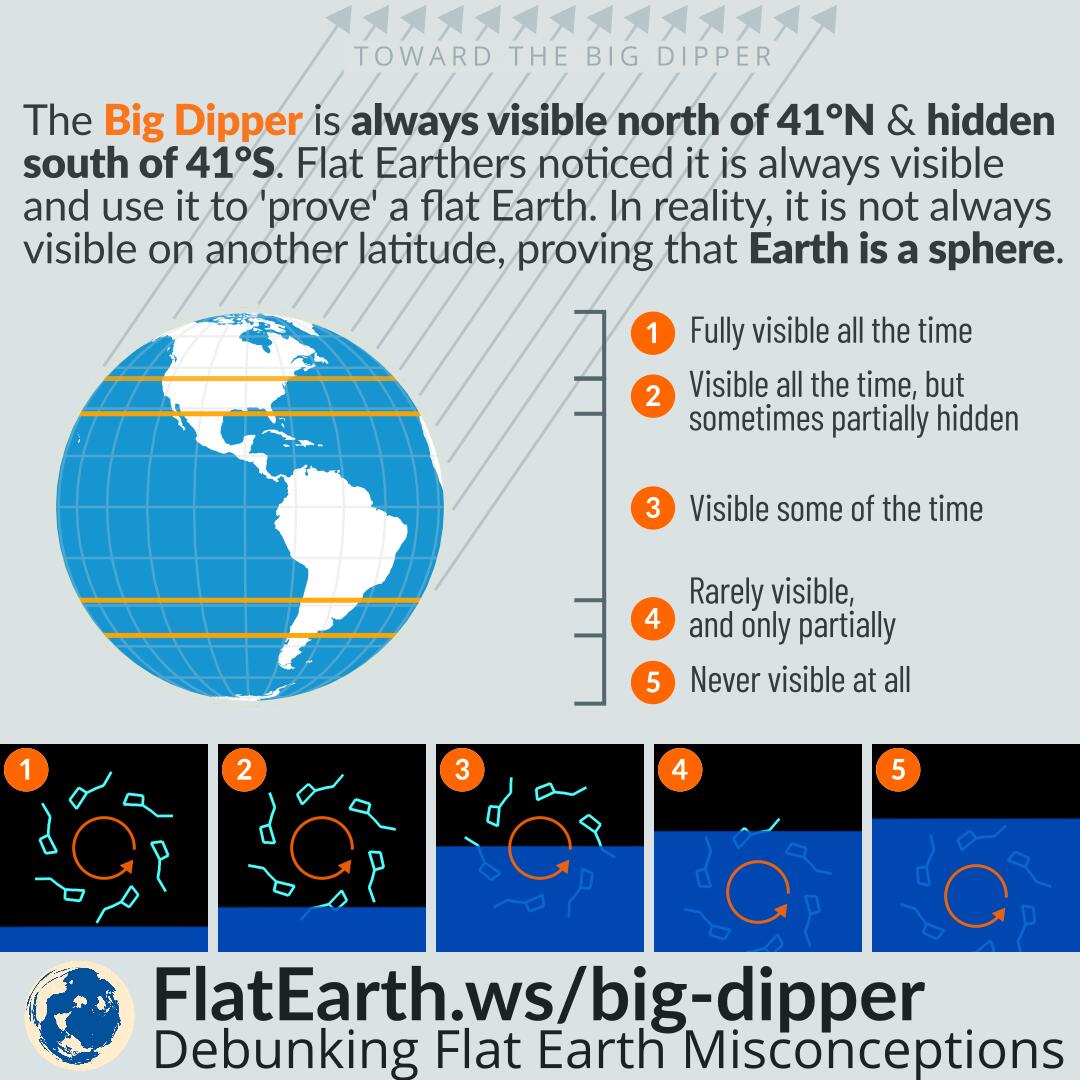 TOWARD THE BIG DIPPER
The Big Dipper is always visible north of 41°N & hidden
south of 41°S. Flat Earthers noticed it is always visible
and use it to 'prove' a flat Earth. In reality, it is not always
visible on another latitude, proving that Earth is a sphere.
1 Fully visible all the time
2 Visible all the time, but
sometimes partially hidden
3 Visible some of the time
4 Rarely visible,
and only partially
5 Never visible at all
1 2 3 4 5
FlatEarth.ws/big-dipper
Debunking Flat Earth Misconceptions